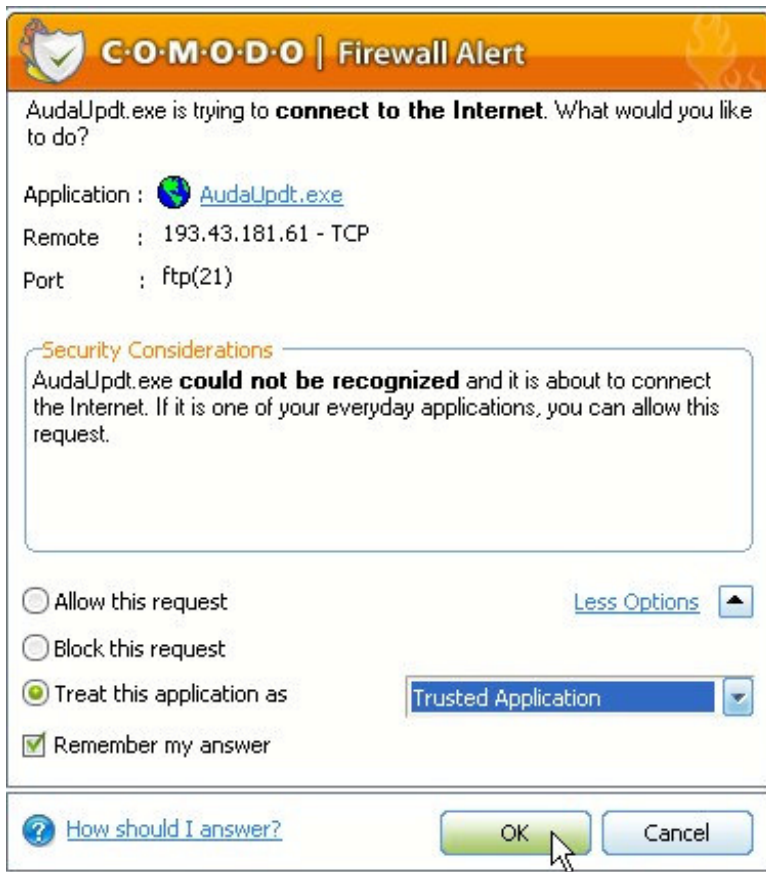 C·O·M·O·D·O | Firewall Alert
AudaUpdt.exe is trying to connect to the Internet. What would you like
to do?
Application : AudaUpdt.exe
Remote : 193.43.181.61 - TCP
Port : ftp(21)
Security Considerations
AudaUpdt.exe could not be recognized and it is about to connect
the Internet. If it is one of your everyday applications, you can allow this
request.
Allow this request
Less Options
Block this request
Treat this application as
Trusted Application
Remember my answer
How should I answer?
OK
Cancel